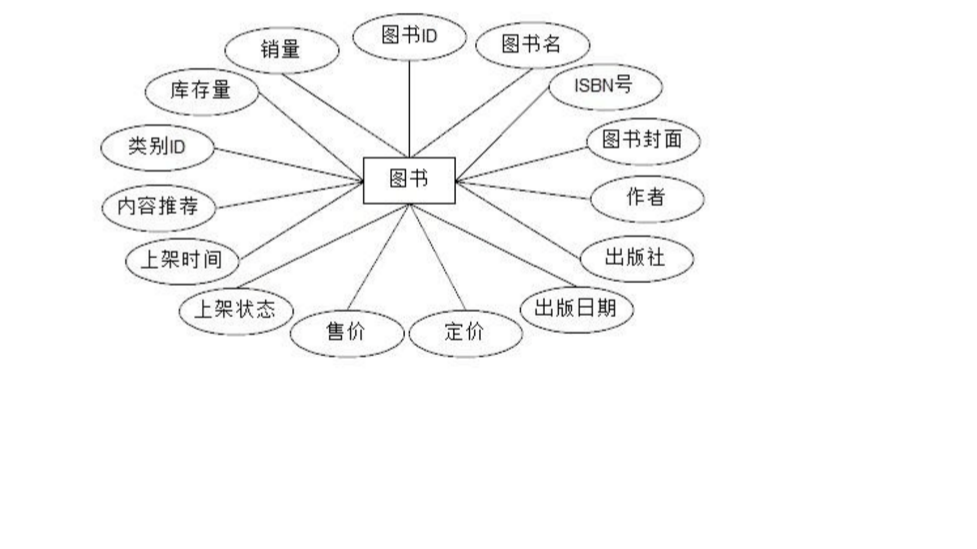 图书ID
销量
图书名
库存量
ISBN号
类别ID
图书封面
图书
内容推荐
作者
上架时间
出版社
上架状态
出版日期
售价
定价